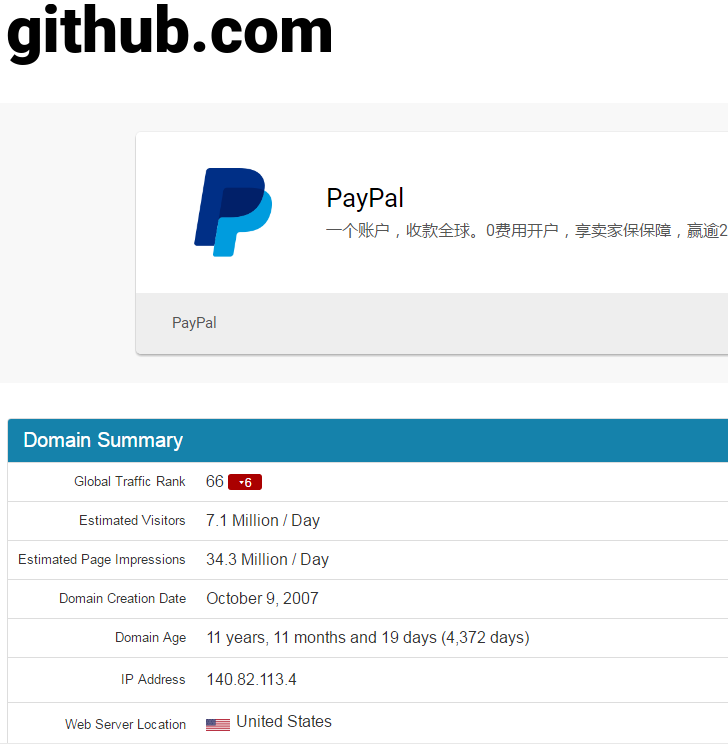 github.com
PayPal
一个账户，收款全球。0费用开户，享卖家保保障，赢逾2
PayPal
Domain Summary
Global Traffic Rank 66 6
Estimated Visitors 7.1 Million / Day
Estimated Page Impressions 34.3 Million / Day
Domain Creation Date October 9, 2007
Domain Age 11 years, 11 months and 19 days (4,372 days)
IP Address 140.82.113.4
Web Server Location United States